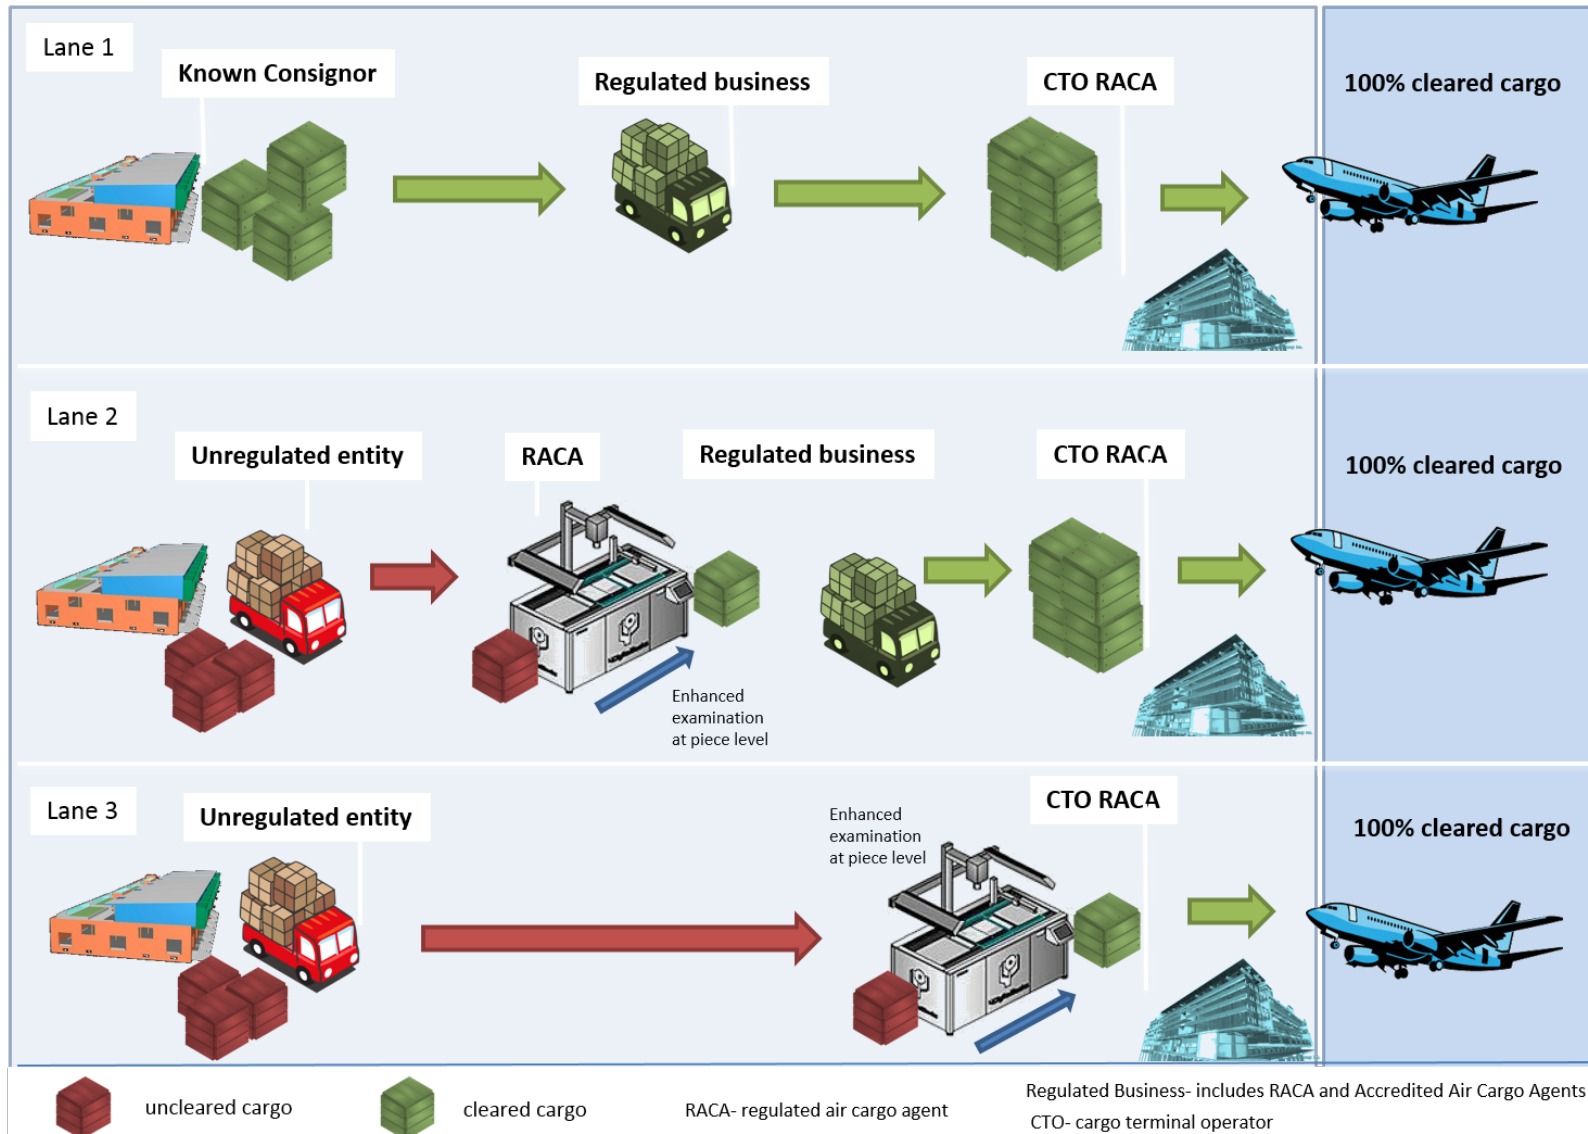 Lane 1
Known Consignor
Regulated business
CTO RACA
100% cleared cargo
Lane 2
Unregulated entity
RACA
Regulated business
CTO RACA
100% cleared cargo
Enhanced
examination
at piece level
Lane 3
Unregulated entity
Enhanced
examination
at piece level
CTO RACA
100% cleared cargo
uncleared cargo
cleared cargo
RACA- regulated air cargo agent
Regulated Business- includes RACA and Accredited Air Cargo Agents
CTO- cargo terminal operator